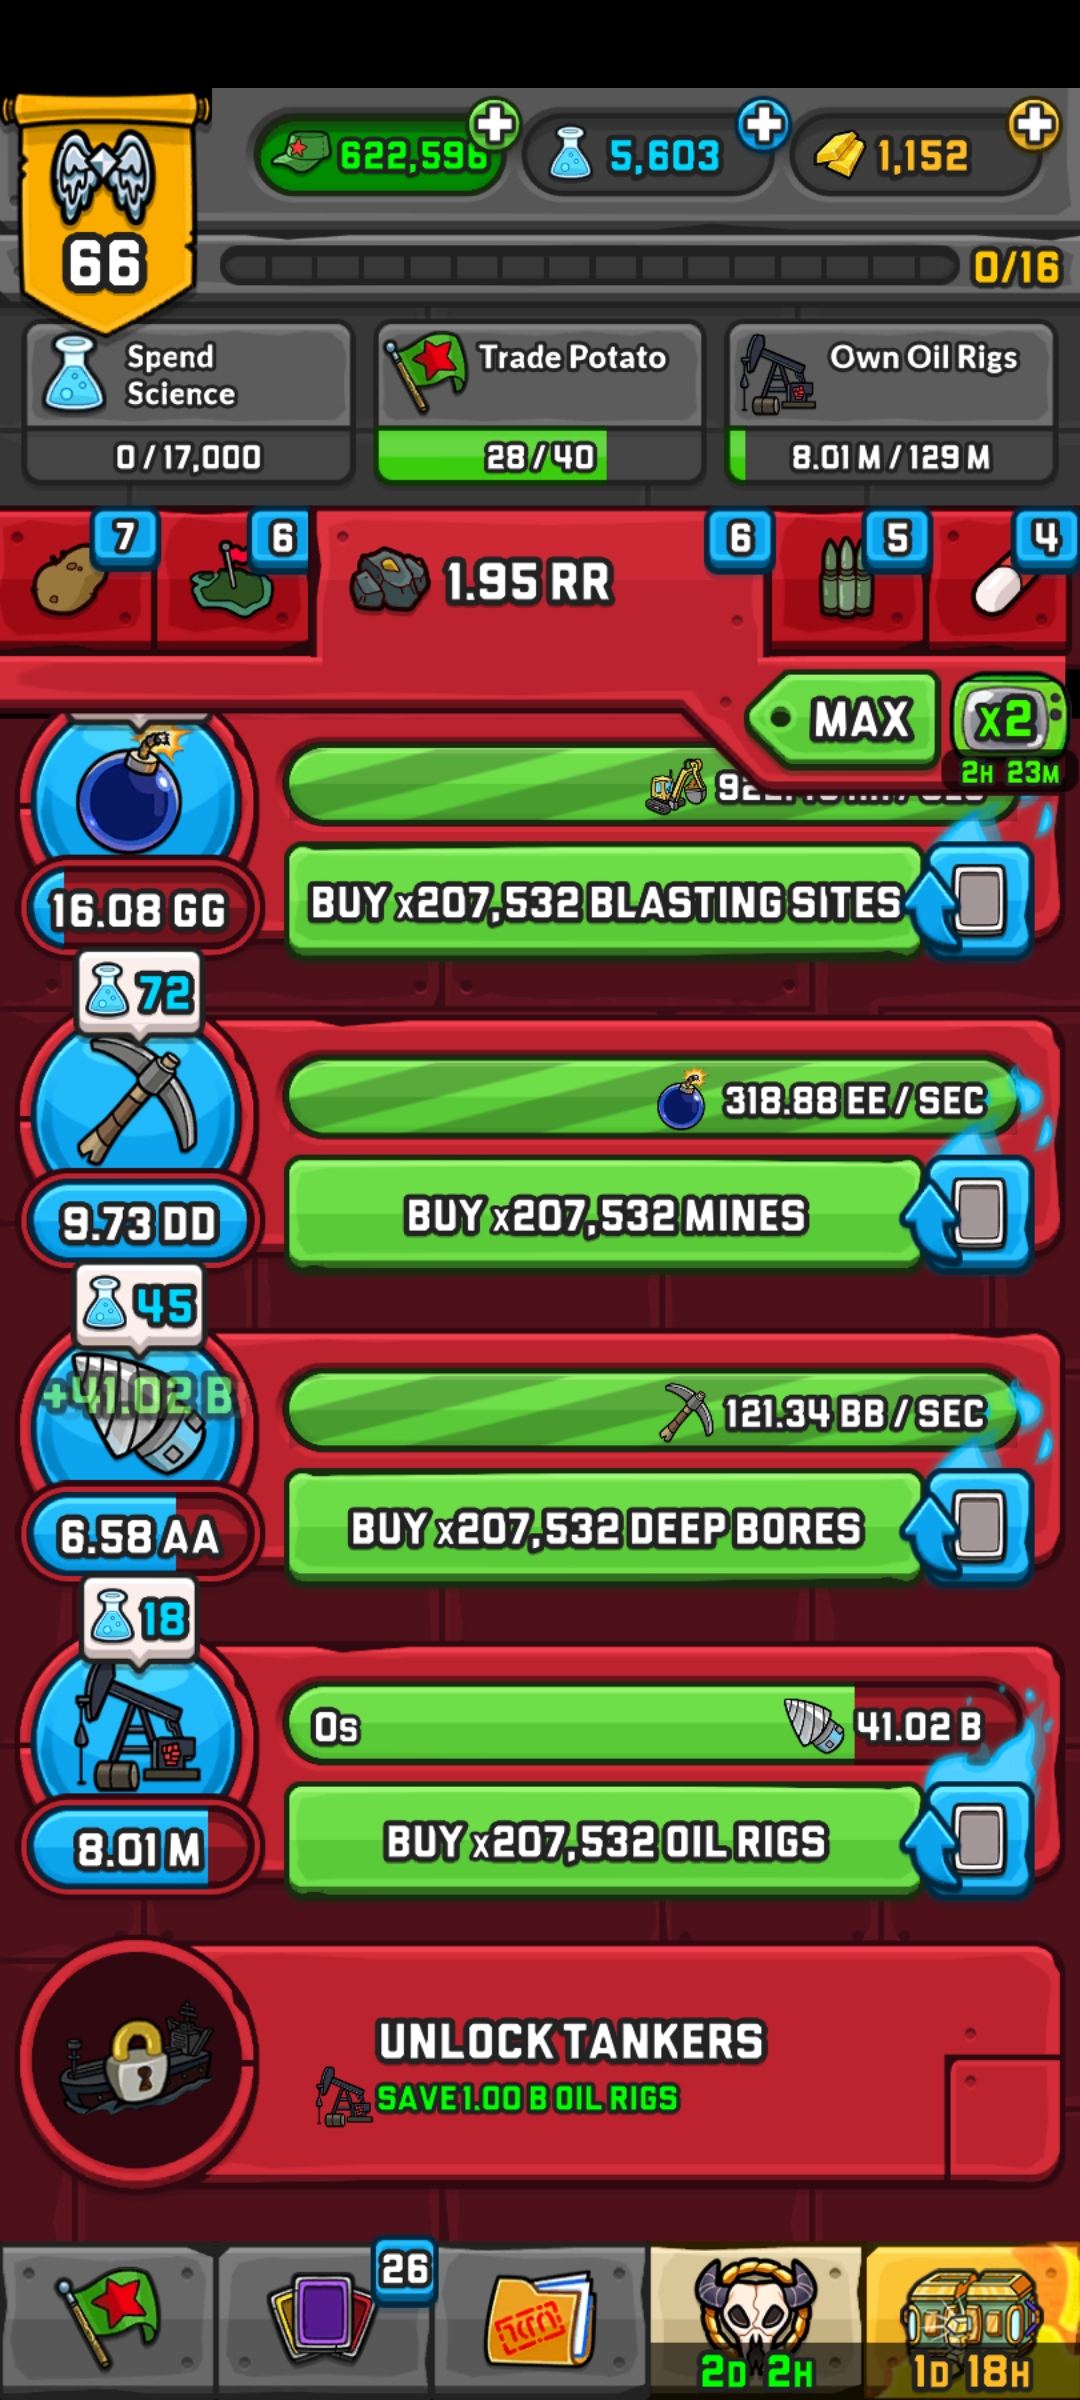 622,596
5,603
1,152
66
0/16
Spend
Science
0/17,000
Trade Potato
28/40
Own Oil Rigs
8.01 M/129 M
7
6
1.95 RR
6
5
4
MAX
x2
2H 23M
16.08 GG
BUY x207,532 BLASTING SITES
72
318.88 EE/SEC
9.73 DD
BUY x207,532 MINES
45
+41.02 B
121.34 BB/SEC
6.58 AA
BUY x207,532 DEEP BORES
18
0s
41.02 B
8.01 M
BUY x207,532 OIL RIGS
UNLOCK TANKERS
SAVE 1.00 B OIL RIGS
26
2D 2H
1D 18H